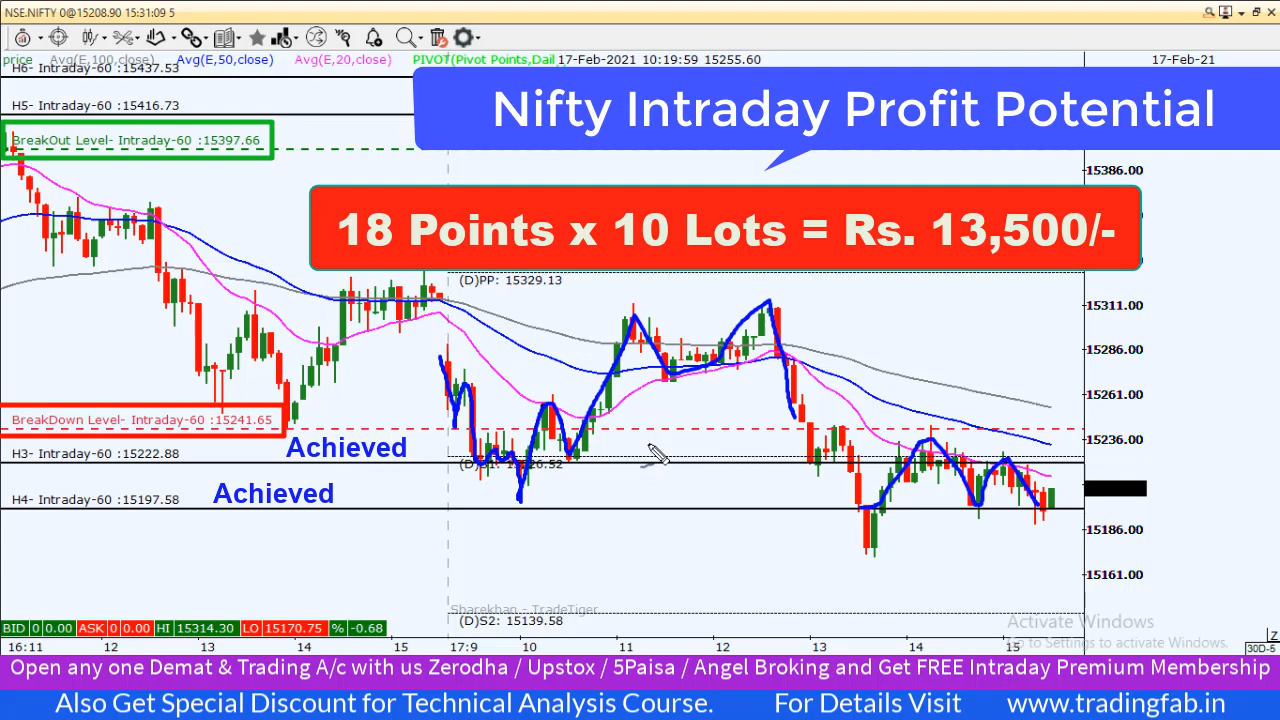 NSE.NIFTY 0@15208.90 15:31:09 5
price Avg(E,100,close) Avg(E,50,close) Avg(E,20,close) PIVOT(Pivot Points,Dail 17-Feb-2021 10:19:59 15255.60 17-Feb-21
H6- Intraday-60 :15437.53
Nifty Intraday Profit Potential
H5- Intraday-60 :15416.73
BreakOut Level- Intraday-60 :15397.66
15386.00
18 Points x 10 Lots = Rs. 13,500/-
(D)PP: 15329.13
15311.00
15286.00
15261.00
BreakDown Level- Intraday-60 :15241.65
15236.00
Achieved
H3- Intraday-60 :15222.88
H4- Intraday-60 :15197.58
Achieved
15186.00
15161.00
Sharekhan - TradeTiger
(D)S2: 15139.58
Activate Windows
Go to Settings to activate Windows.
BID 0 0.00 ASK 0 0.00 HI 15314.30 LO 15170.75 % -0.68
16:11 12 13 14 15 17:9 10 11 12 13 14 15 30D-5 Z
Open any one Demat & Trading A/c with us Zerodha / Upstox / 5Paisa / Angel Broking and Get FREE Intraday Premium Membership
Also Get Special Discount for Technical Analysis Course. For Details Visit www.tradingfab.in